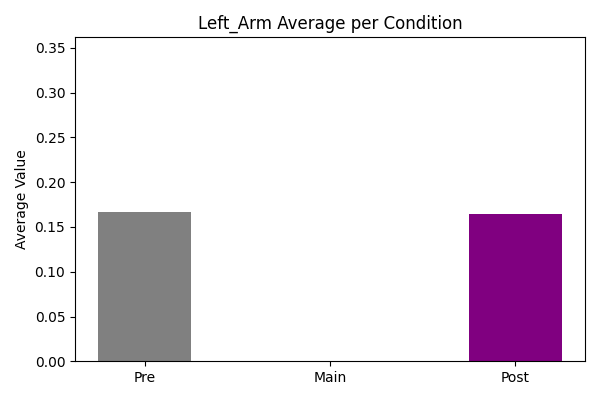 Left_Arm Average per Condition
Average Value
0.35
0.30
0.25
0.20
0.15
0.10
0.05
0.00
Pre
Main
Post